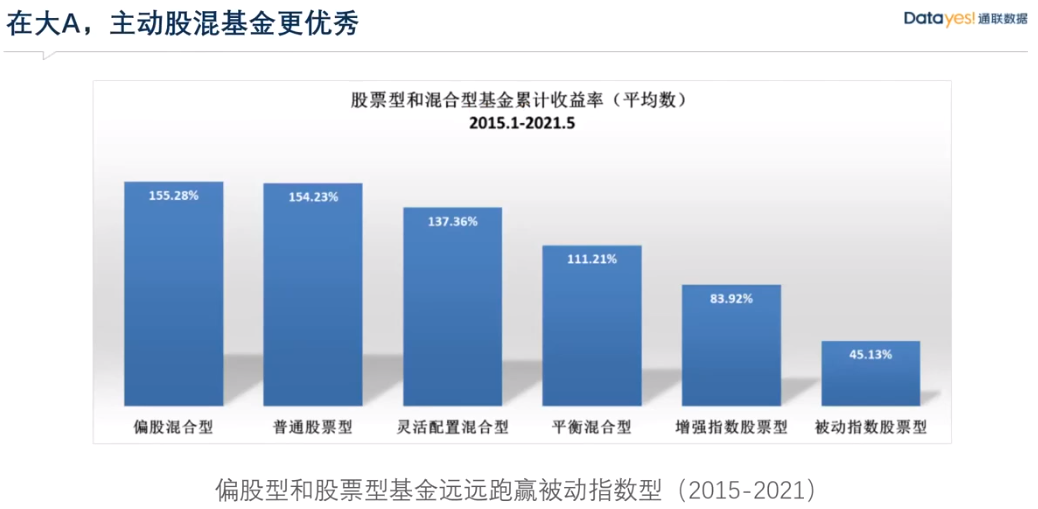 在大A，主动股混基金更优秀
Datayes!通联数据
股票型和混合型基金累计收益率（平均数）
2015.1-2021.5
155.28%
154.23%
137.36%
111.21%
83.92%
45.13%
偏股混合型
普通股票型
灵活配置混合型
平衡混合型
增强指数股票型
被动指数股票型
偏股型和股票型基金远远跑赢被动指数型（2015-2021）